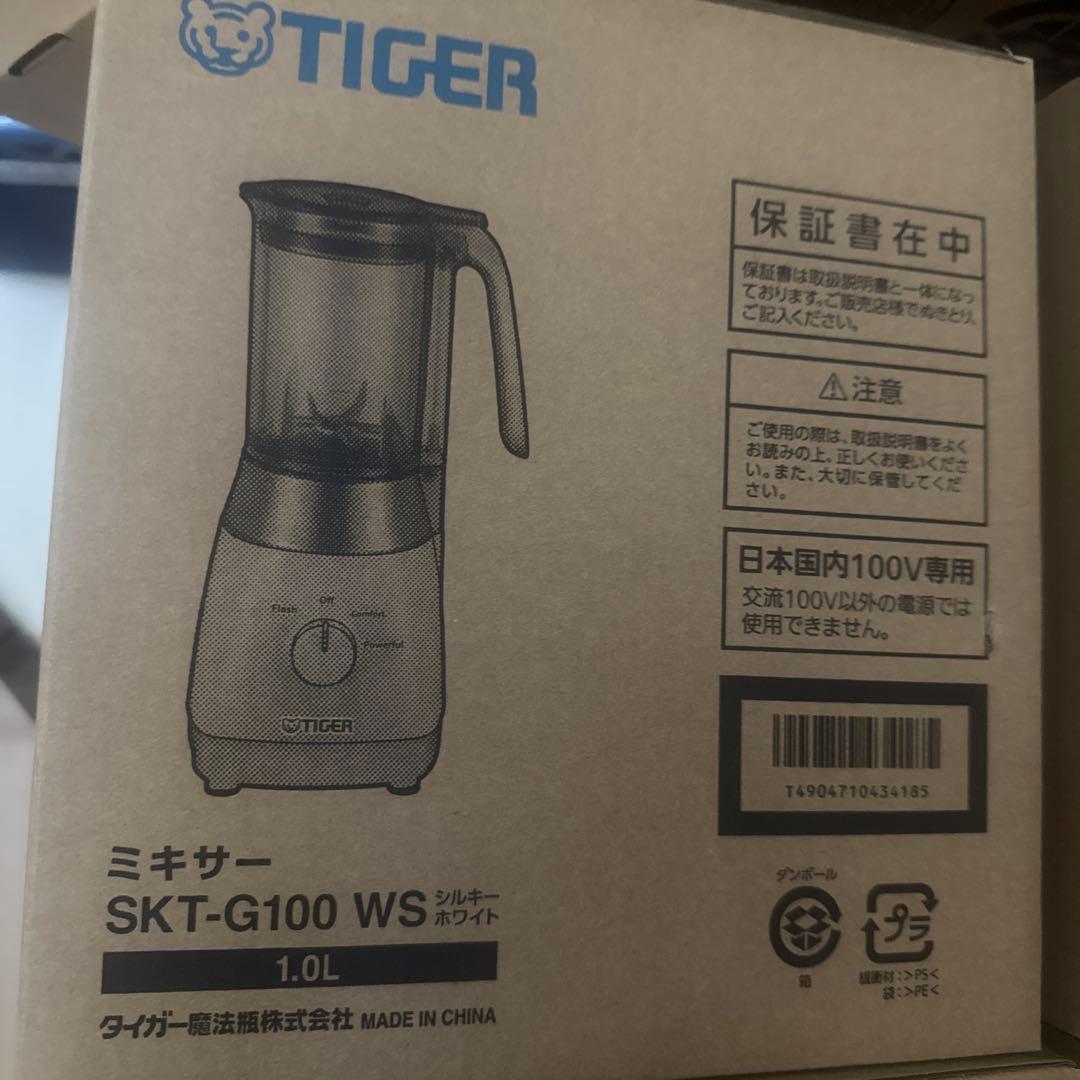 TIGER
保証書在中
保証書は取扱説明書と一体になっ
ております。ご販売店様でぬきとり、
ご記入ください。
注意
ご使用の際は、取扱説明書をよく
お読みの上、正しくお使いくださ
い。また、大切に保管してくだ
さい。
日本国内100V専用
交流100V以外の電源では
使用できません。
Off
Flash
Comfort
Powerful
TIGER
T4904710434185
ミキサー
SKT-G100 WS シルキー
ホワイト
1.0L
タイガー魔法瓶株式会社 MADE IN CHINA
ダンボール
箱
プラ
緩衝材:>PS<
袋:>PE<